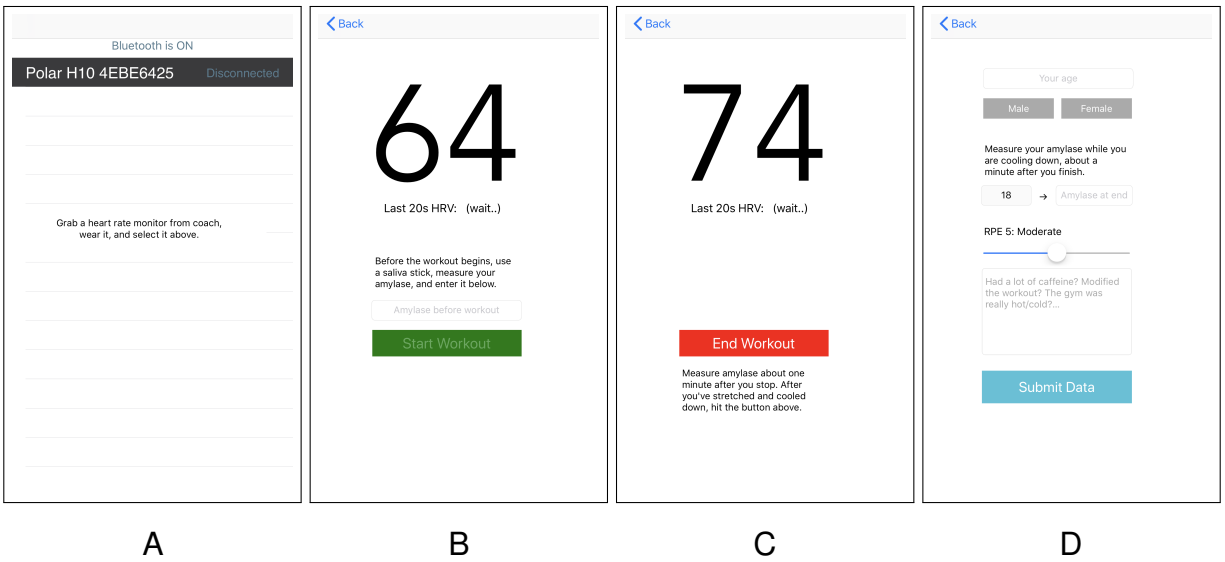 Bluetooth is ON
Polar H10 4EBE6425 Disconnected
Grab a heart rate monitor from coach,
wear it, and select it above.
A
Back
64
Last 20s HRV: (wait..)
Before the workout begins, use
a saliva stick, measure your
amylase, and enter it below.
Amylase before workout
Start Workout
B
Back
74
Last 20s HRV: (wait..)
End Workout
Measure amylase about one
minute after you stop. After
you've stretched and cooled
down, hit the button above.
C
Back
Your age
Male Female
Measure your amylase while you
are cooling down, about a
minute after you finish.
18 → Amylase at end
RPE 5: Moderate
Had a lot of caffeine? Modified
the workout? The gym was
really hot/cold?...
Submit Data
D